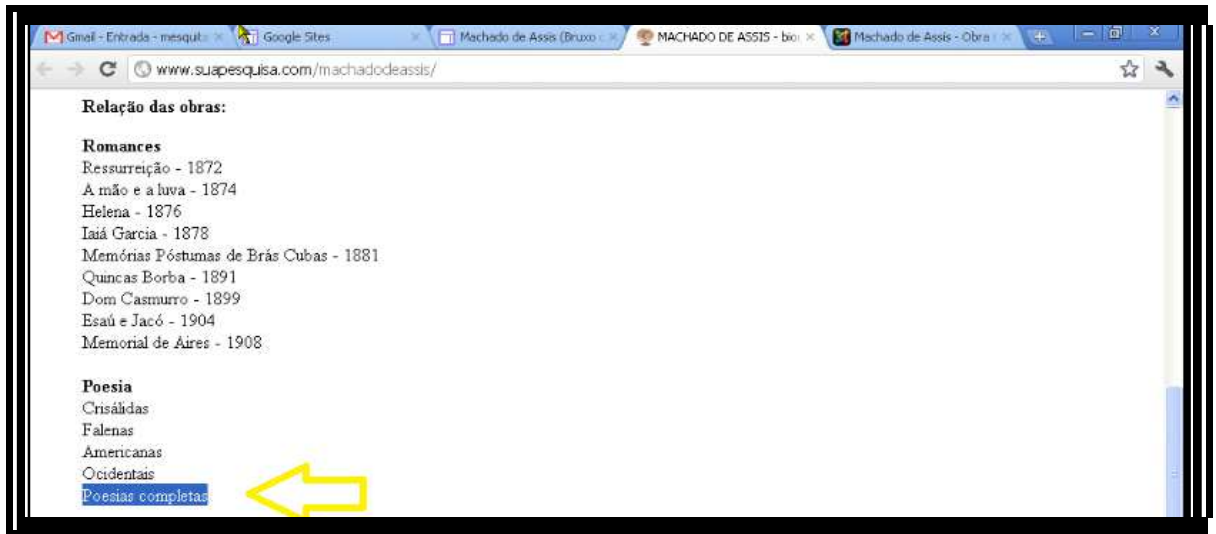 Gmail - Entrada - mesquit
Google Sites
Machado de Assis (Bruxo
MACHADO DE ASSIS - bio
Machado de Assis - Obra
www.suapesquisa.com/machadodeassis/
Relação das obras:
Romances
Ressurreição - 1872
A mão e a luva - 1874
Helena - 1876
Iaiá Garcia - 1878
Memórias Póstumas de Brás Cubas - 1881
Quincas Borba - 1891
Dom Casmurro - 1899
Esaú e Jacó - 1904
Memorial de Aires - 1908
Poesia
Crisálidas
Falenas
Americanas
Ocidentais
Poesias completas